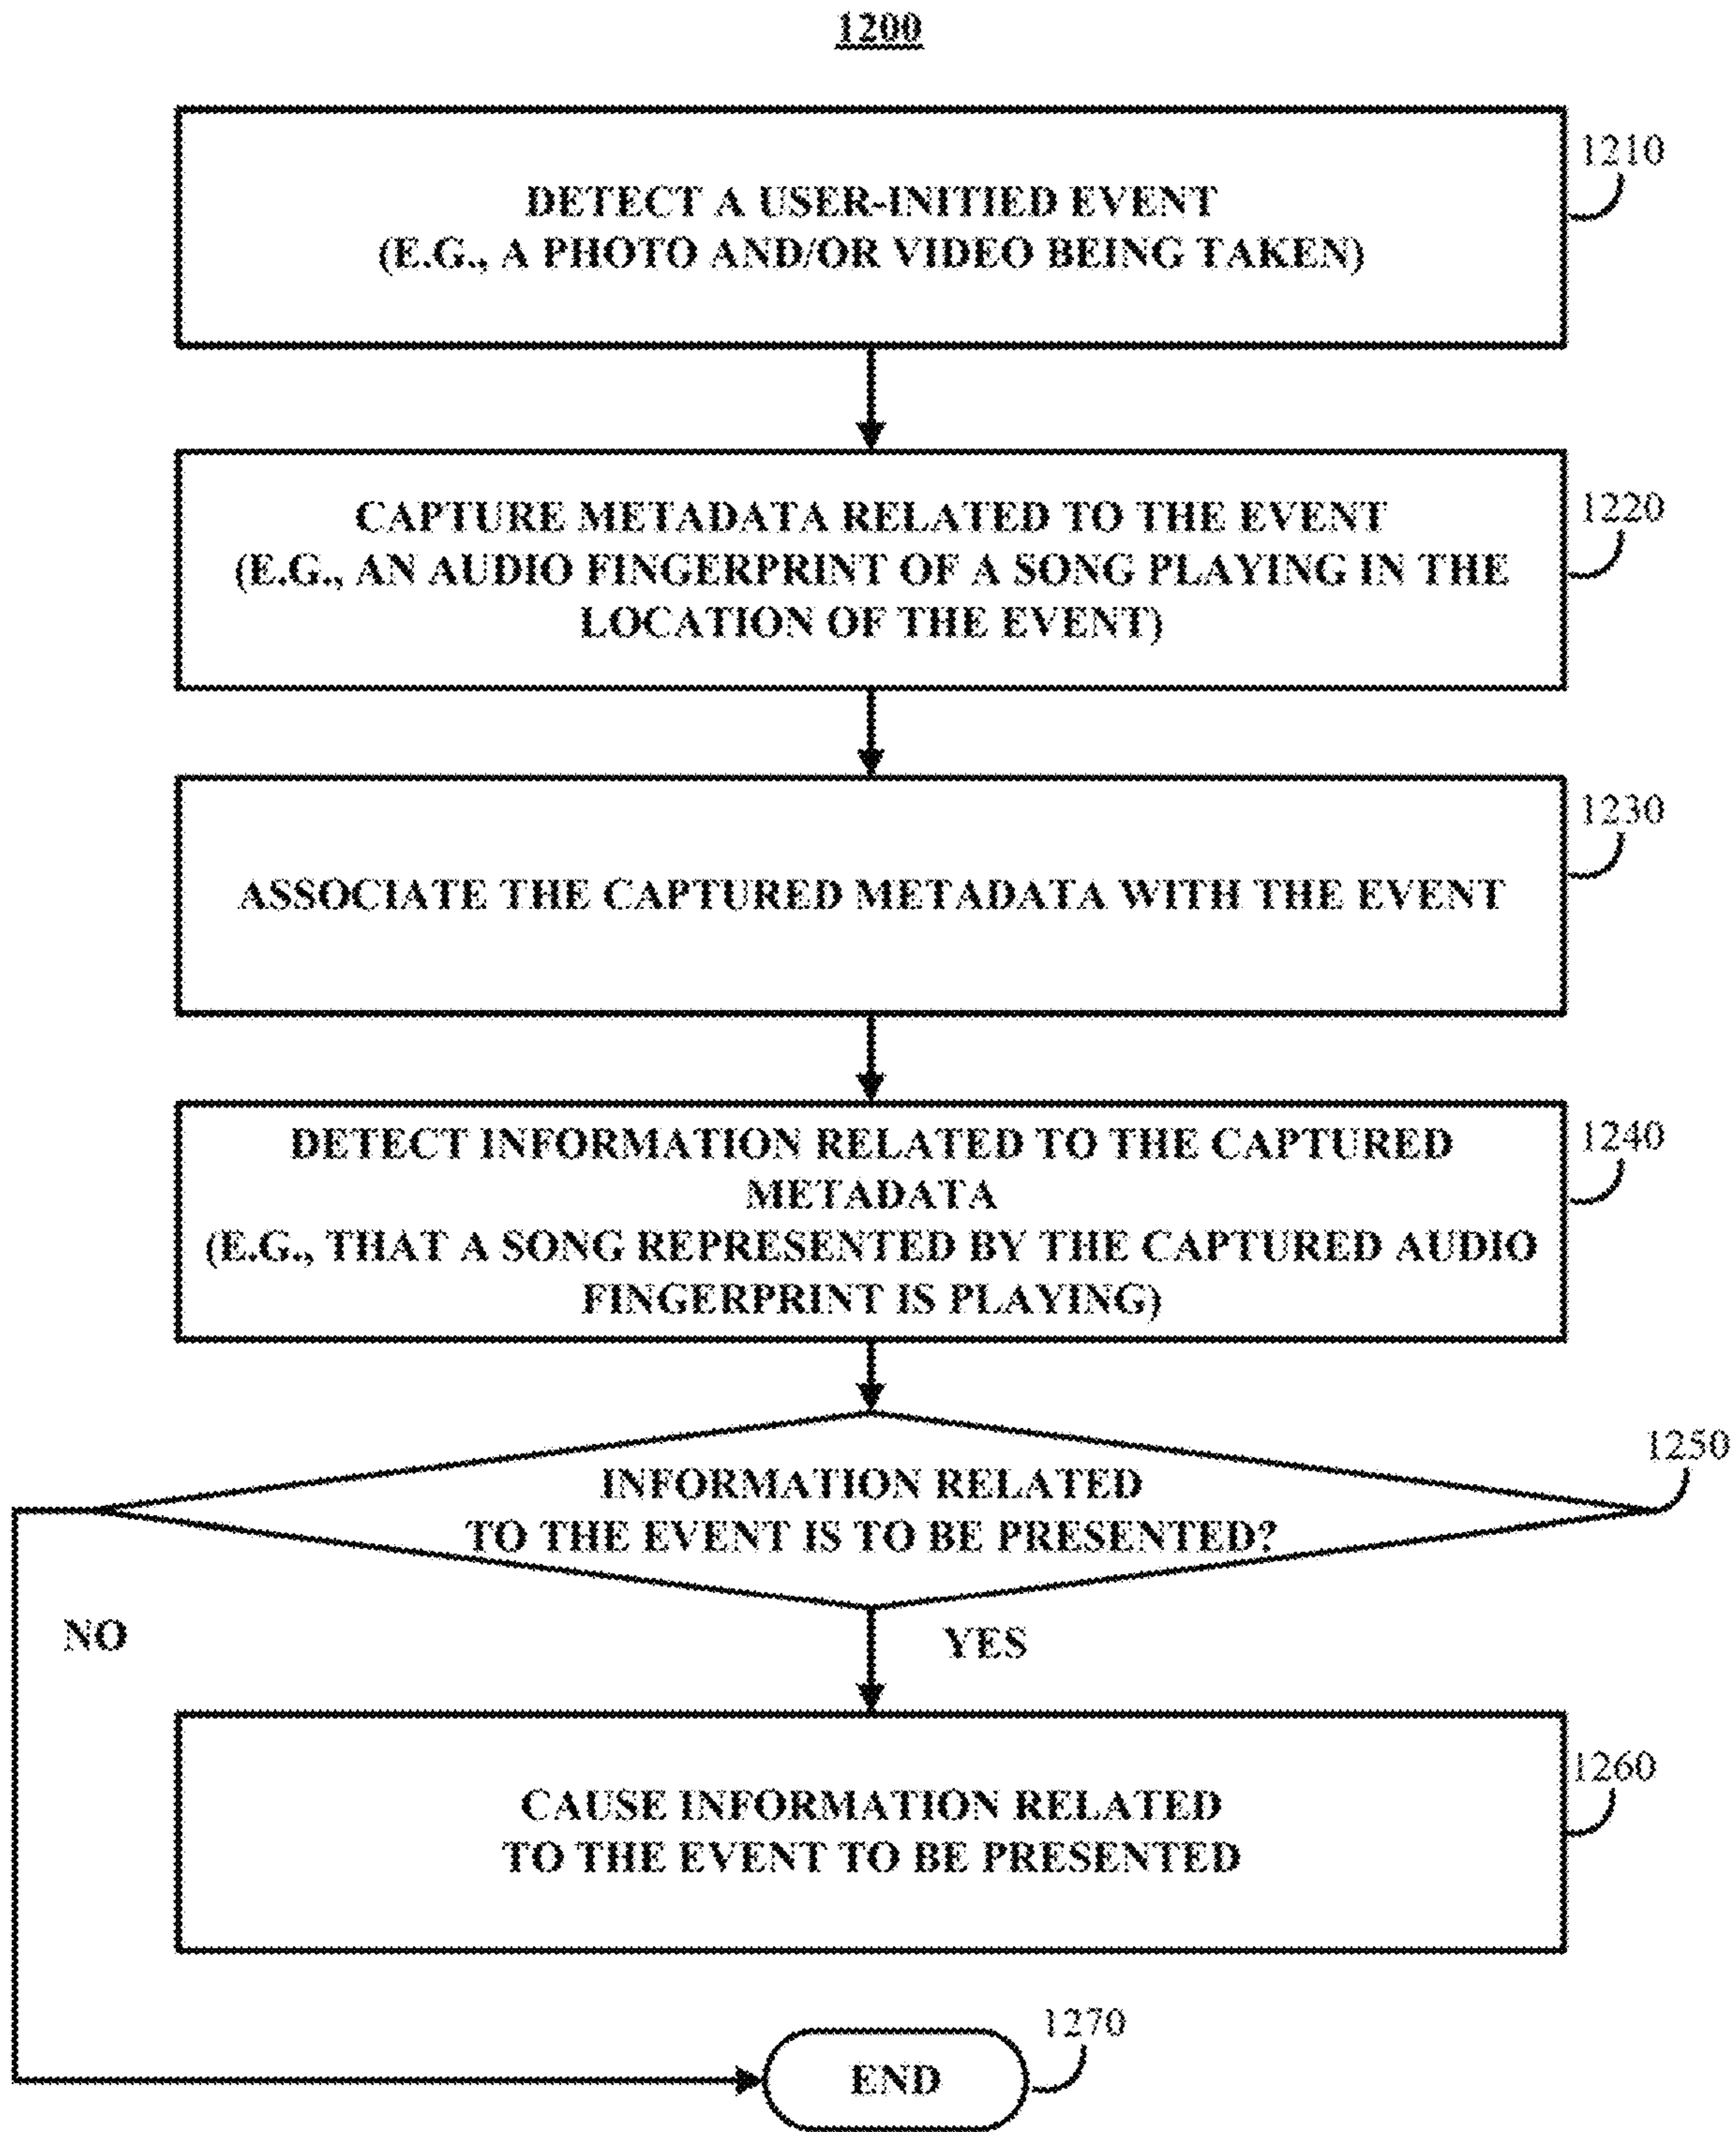 1200
1210
DETECT A USER-INITIED EVENT
(E.G., A PHOTO AND/OR VIDEO BEING TAKEN)
1220
CAPTURE METADATA RELATED TO THE EVENT
(E.G., AN AUDIO FINGERPRINT OF A SONG PLAYING IN THE
LOCATION OF THE EVENT)
1230
ASSOCIATE THE CAPTURED METADATA WITH THE EVENT
1240
DETECT INFORMATION RELATED TO THE CAPTURED
METADATA
(E.G., THAT A SONG REPRESENTED BY THE CAPTURED AUDIO
FINGERPRINT IS PLAYING)
1250
INFORMATION RELATED
TO THE EVENT IS TO BE PRESENTED?
NO
YES
1260
CAUSE INFORMATION RELATED
TO THE EVENT TO BE PRESENTED
1270
END